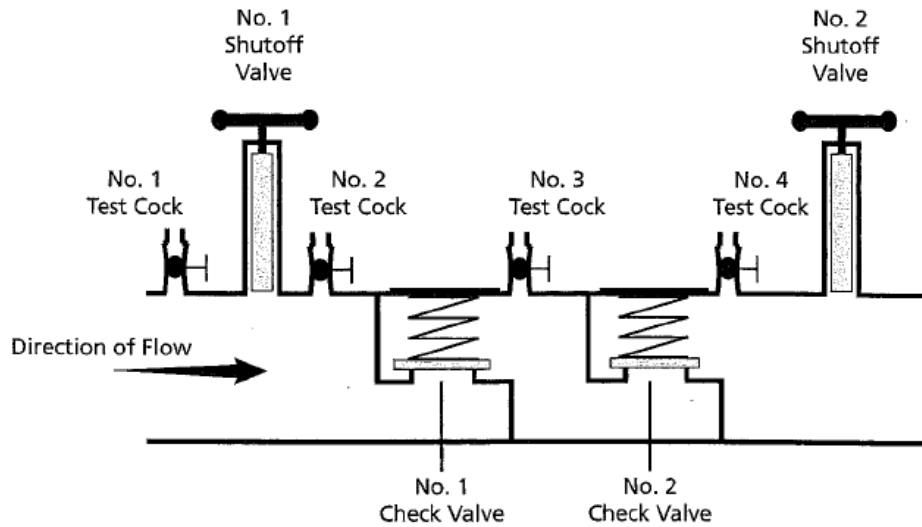 No. 1
Shutoff
Valve
No. 2
Shutoff
Valve
No. 1
Test Cock
No. 2
Test Cock
No. 3
Test Cock
No. 4
Test Cock
Direction of Flow
No. 1
Check Valve
No. 2
Check Valve